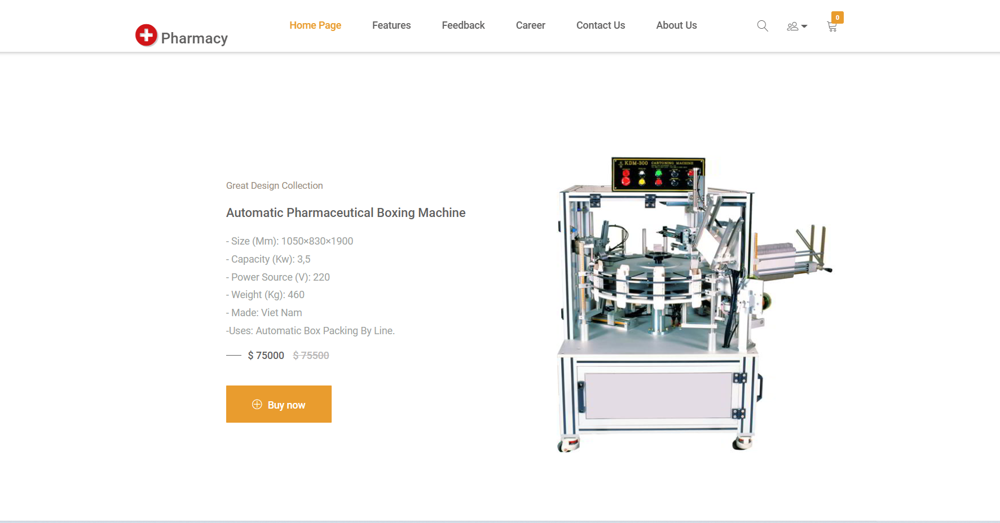 Pharmacy
Home Page
Features
Feedback
Career
Contact Us
About Us
0
Great Design Collection
Automatic Pharmaceutical Boxing Machine
- Size (Mm): 1050×830×1900
- Capacity (Kw): 3,5
- Power Source (V): 220
- Weight (Kg): 460
- Made: Viet Nam
-Uses: Automatic Box Packing By Line.
$ 75000 $ 75500
Buy now
KDM-300 CARTONING MACHINE